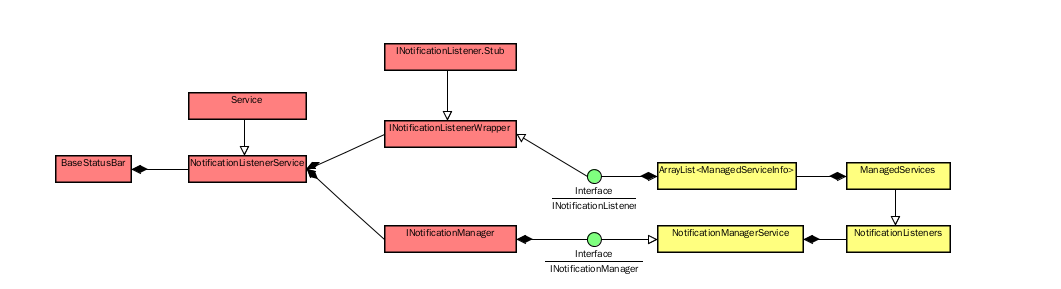 INotificationListener.Stub
Service
INotificationListenerWrapper
BaseStatusBar
NotificationListenerService
ArrayList<ManagedServiceInfo>
ManagedServices
Interface
INotificationListener
INotificationManager
NotificationManagerService
NotificationListeners
Interface
INotificationManager